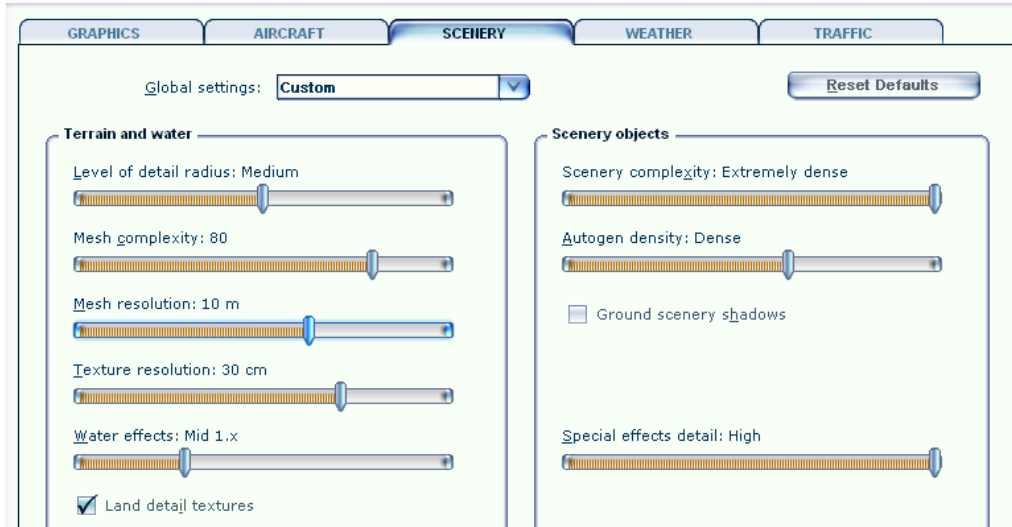 GRAPHICS AIRCRAFT SCENERY WEATHER TRAFFIC
Global settings: Custom Reset Defaults
Terrain and water
Level of detail radius: Medium
Mesh complexity: 80
Mesh resolution: 10 m
Texture resolution: 30 cm
Water effects: Mid 1.x
Land detail textures
Scenery objects
Scenery complexity: Extremely dense
Autogen density: Dense
Ground scenery shadows
Special effects detail: High